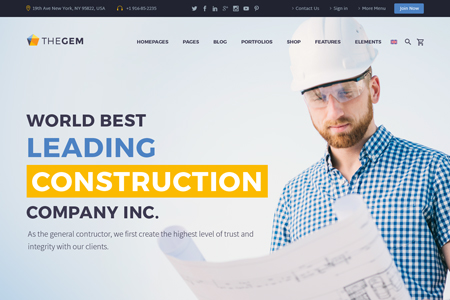 28th Ave New York, NY 95822, USA +1 916-85-2235 Contact Us Sign in More Menu Join Now
THEGEM HOMEPAGES PAGES BLOG PORTFOLIOS SHOP FEATURES ELEMENTS
WORLD BEST
LEADING
CONSTRUCTION
COMPANY INC.
As the general contractor, we first create the highest level of trust and
integrity with our clients.